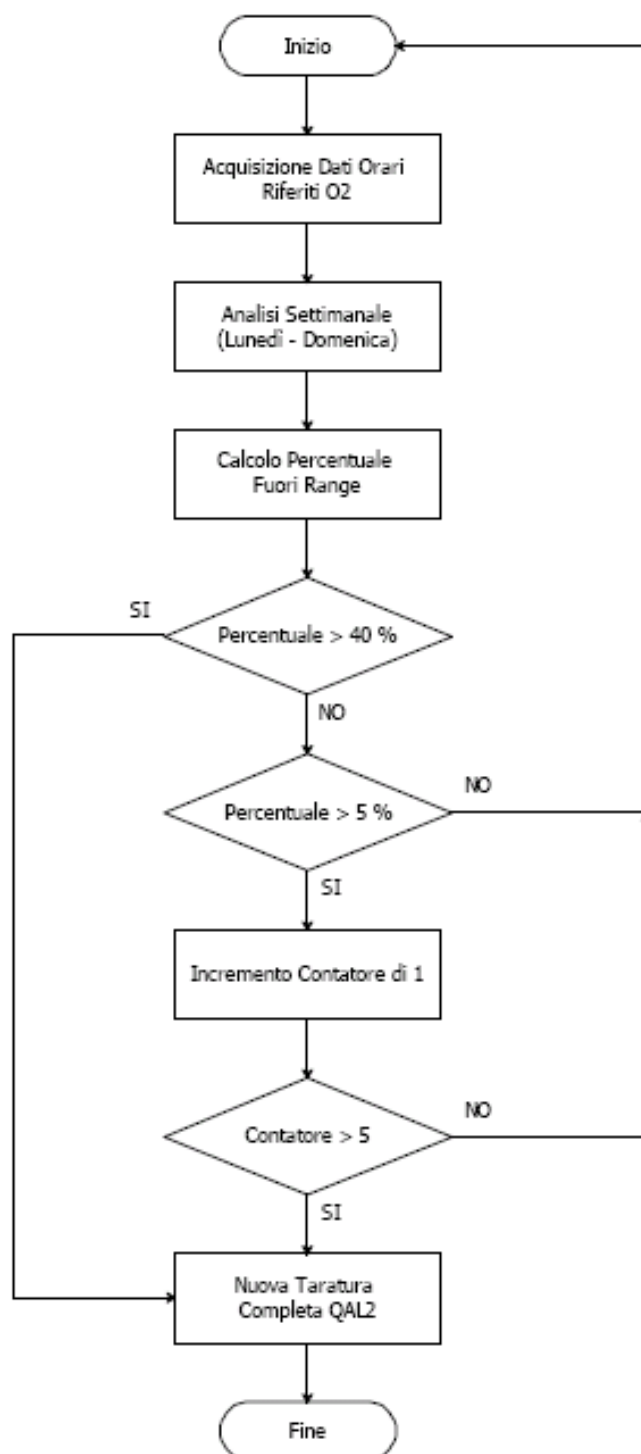 Inizio
Acquisizione Dati Orari
Riferiti O2
Analisi Settimanale
(Lunedì - Domenica)
Calcolo Percentuale
Fuori Range
SI
Percentuale > 40 %
NO
Percentuale > 5 %
NO
SI
Incremento Contatore di 1
Contatore > 5
NO
SI
Nuova Taratura
Completa QAL2
Fine